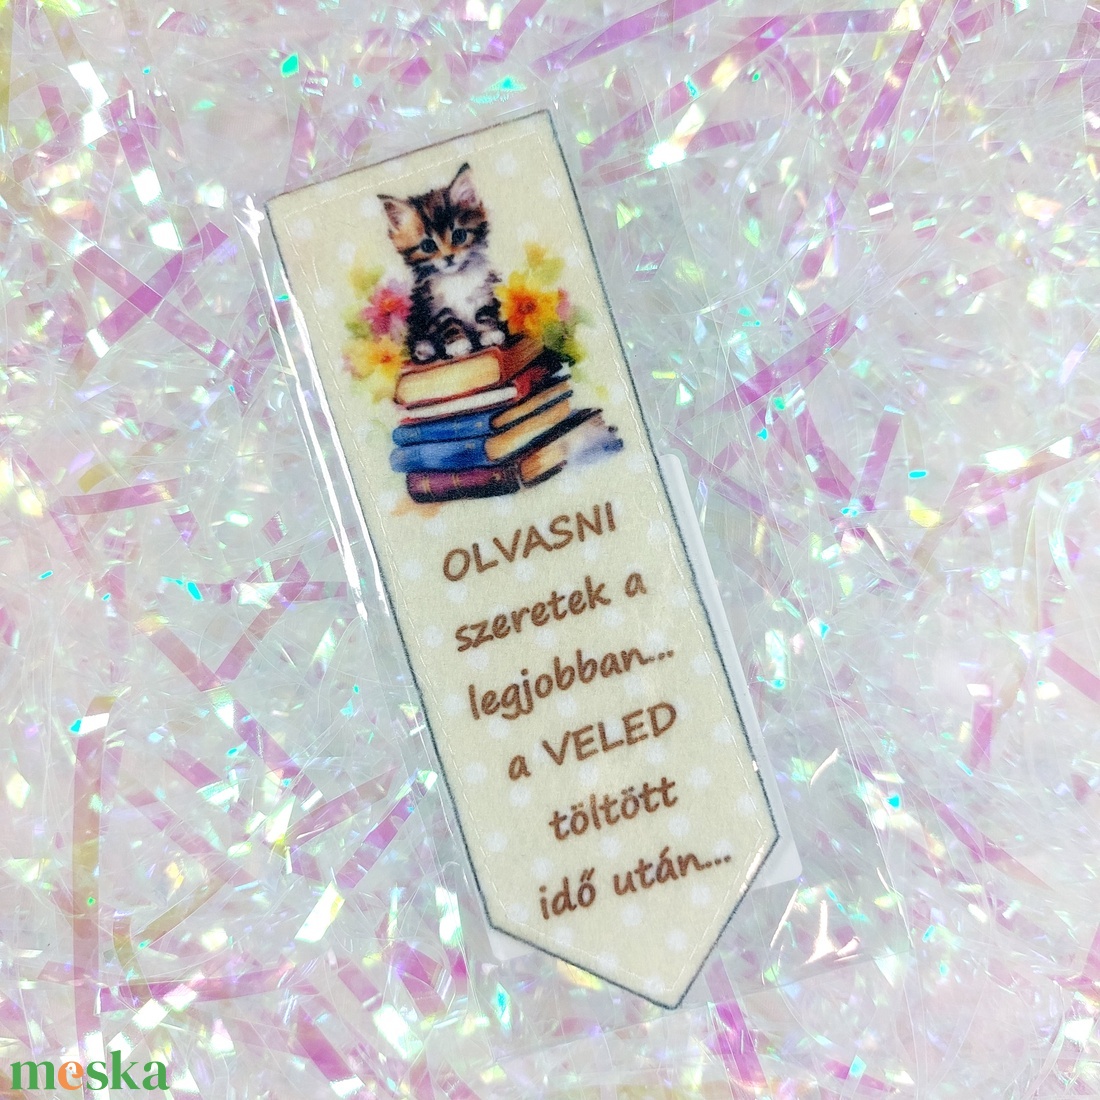 OLVASNI
szeretek a
legjobban...
a VELED
töltött
idő után...
meska